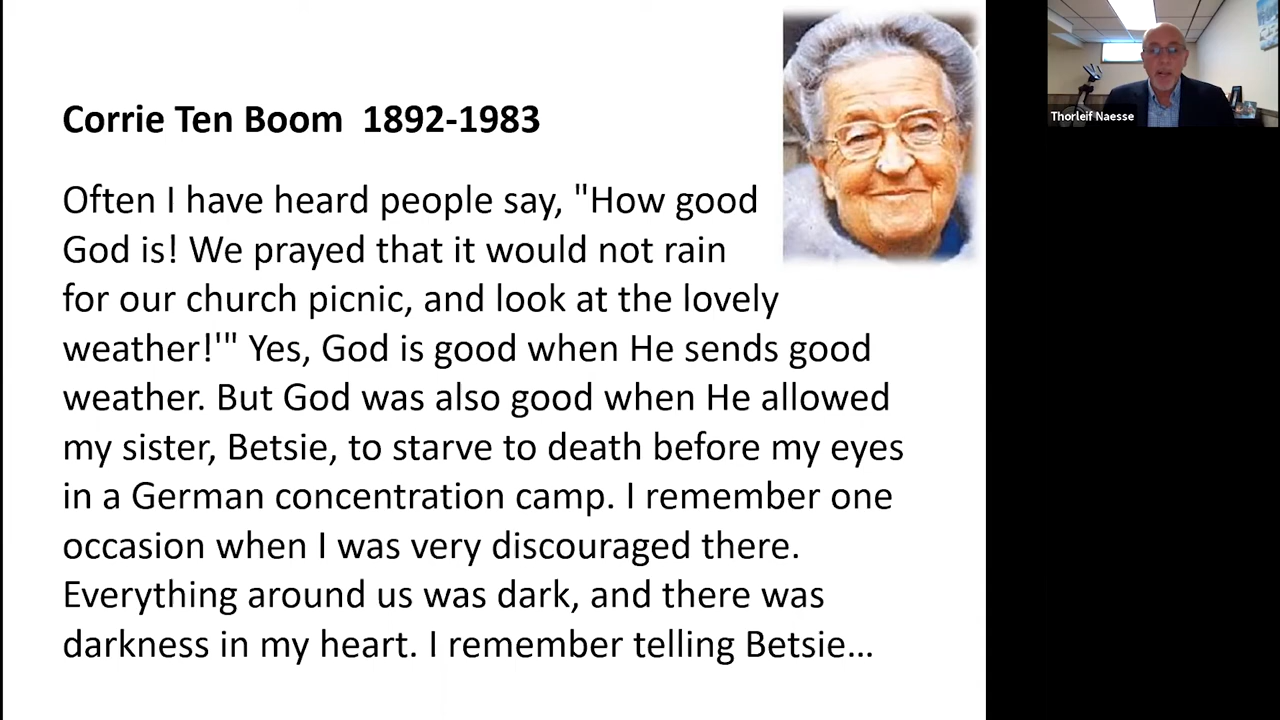 Corrie Ten Boom 1892-1983
Often I have heard people say, "How good
God is! We prayed that it would not rain
for our church picnic, and look at the lovely
weather!'" Yes, God is good when He sends good
weather. But God was also good when He allowed
my sister, Betsie, to starve to death before my eyes
in a German concentration camp. I remember one
occasion when I was very discouraged there.
Everything around us was dark, and there was
darkness in my heart. I remember telling Betsie…
Thorleif Naesse